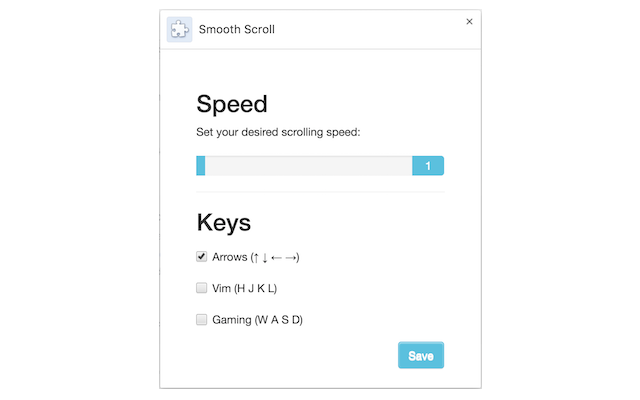 Smooth Scroll
×
Speed
Set your desired scrolling speed:
1
Keys
Arrows (↑ ↓ ← →)
Vim (H J K L)
Gaming (W A S D)
Save